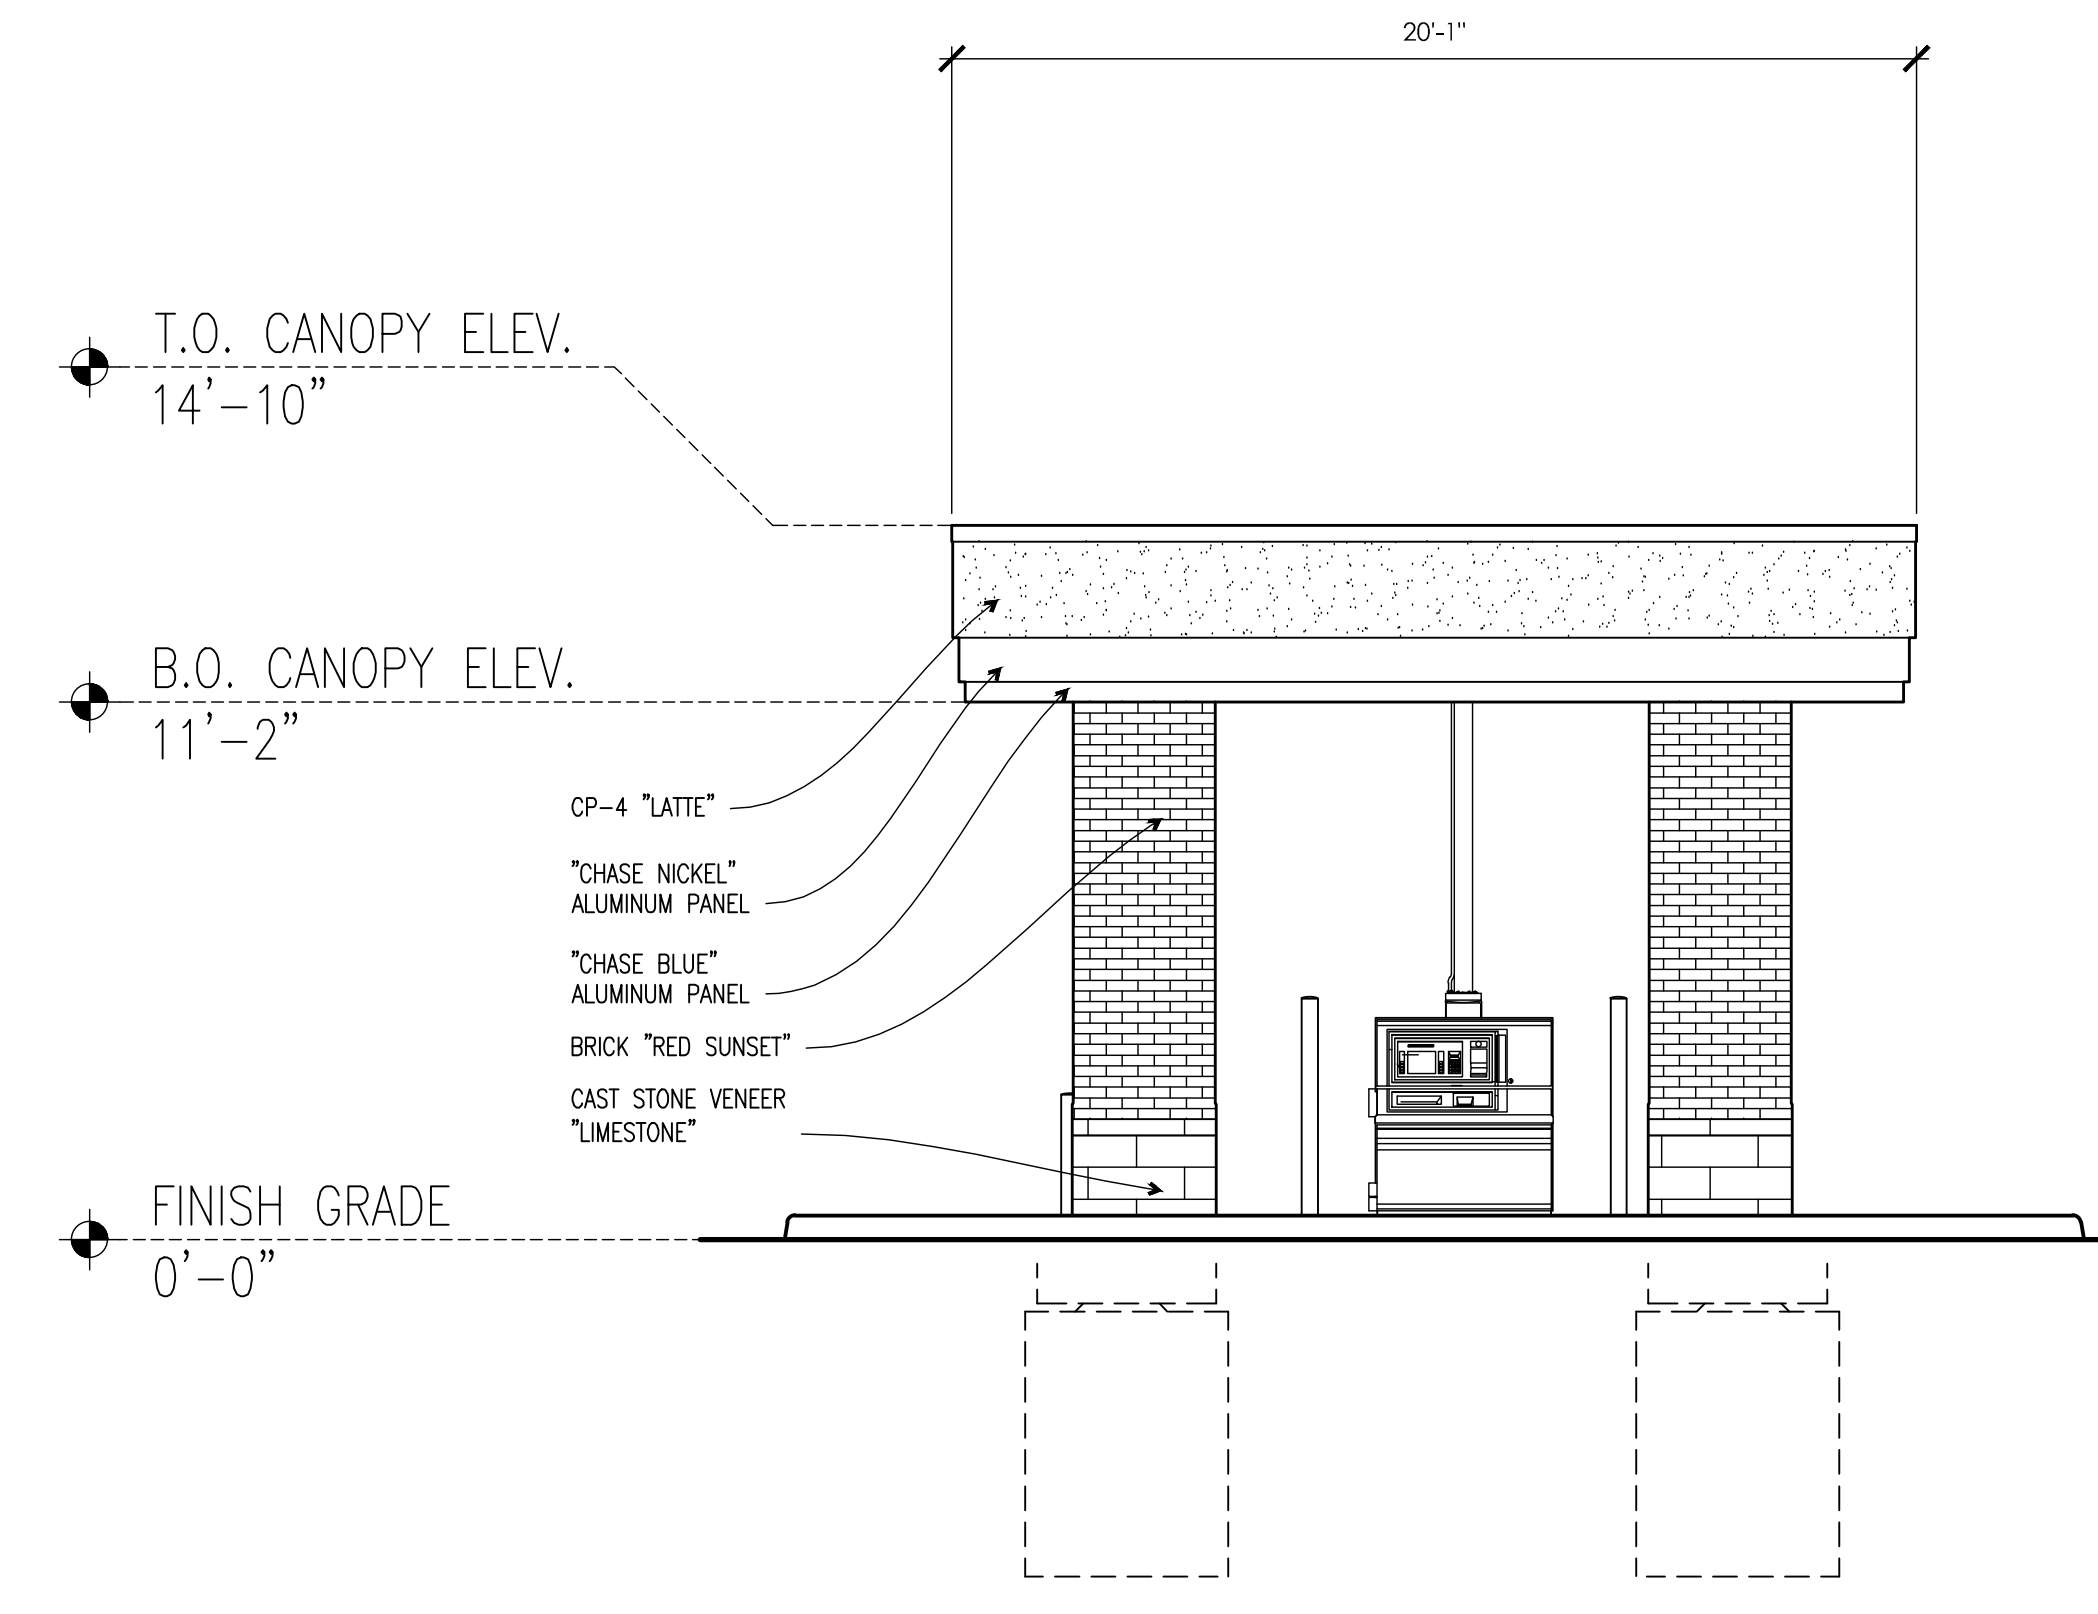 20'-1"
T.O. CANOPY ELEV.
14'-10"
B.O. CANOPY ELEV.
11'-2"
CP-4 "LATTE"
"CHASE NICKEL"
ALUMINUM PANEL
"CHASE BLUE"
ALUMINUM PANEL
BRICK "RED SUNSET"
CAST STONE VENEER
"LIMESTONE"
FINISH GRADE
0'-0"